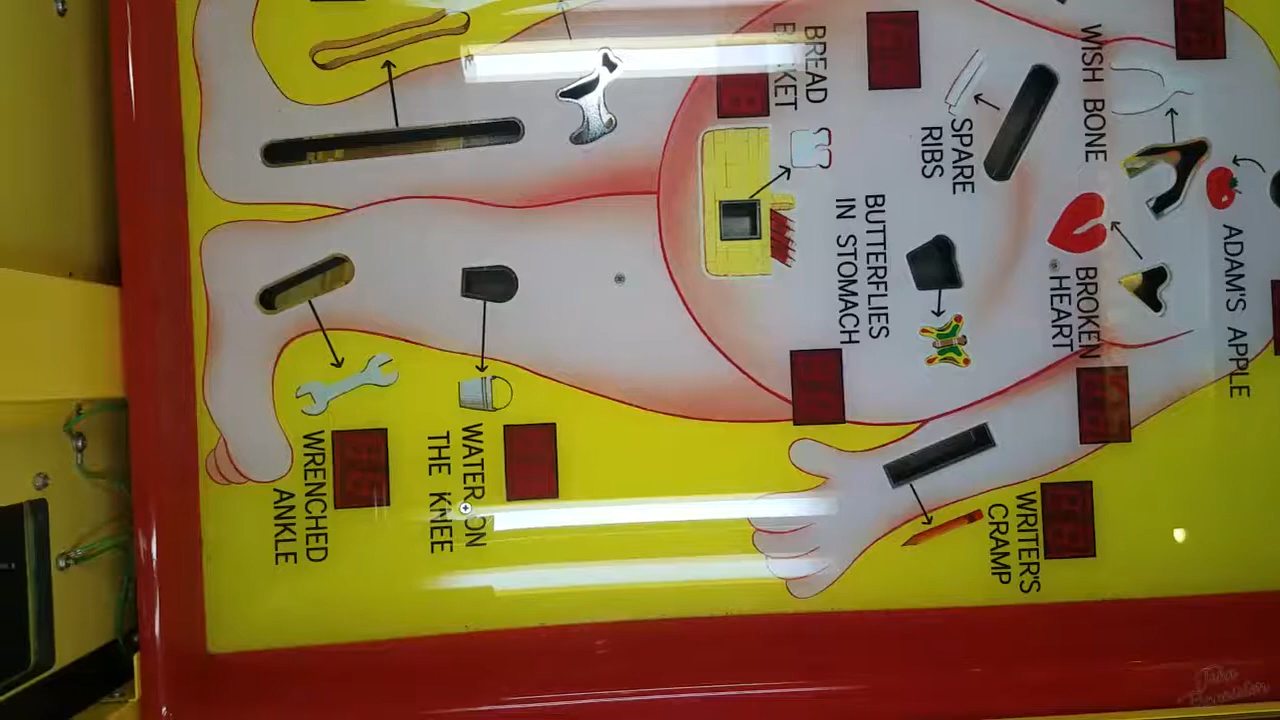 BREAD
BASKET
WISH BONE
SPARE
RIBS
BUTTERFLIES
IN STOMACH
ADAM'S APPLE
BROKEN
HEART
WRENCHED
ANKLE
WATER ON
THE KNEE
WRITER'S
CRAMP